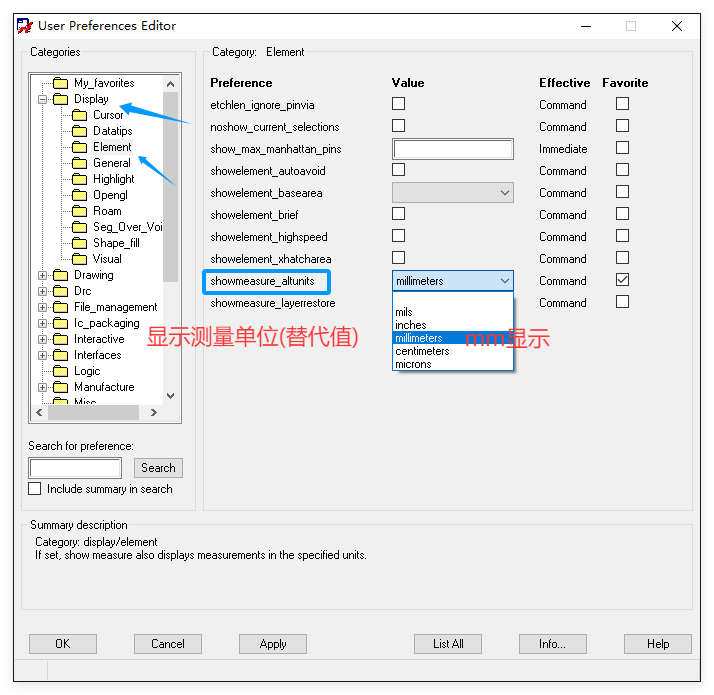 User Preferences Editor
Categories
My_favorites
Display
Cursor
Datatips
Element
General
Highlight
Opengl
Roam
Seg_Over_Voi
Shape_fill
Visual
Drawing
Drc
File_management
Ic_packaging
Interactive
Interfaces
Logic
Manufacture
Misc
Search for preference:
Search
Include summary in search
Category: Element
Preference Value Effective Favorite
etchlen_ignore_pinvia Command
noshow_current_selections Command
show_max_manhattan_pins Immediate
showelement_autoavoid Command
showelement_basearea Command
showelement_brief Command
showelement_highspeed Command
showelement_xhatcharea Command
showmeasure_altunits millimeters Command
showmeasure_layerrestore Command
mils
inches
millimeters
centimeters
microns
显示测量单位(替代值)
mm显示
Summary description
Category: display/element
If set, show measure also displays measurements in the specified units.
OK Cancel Apply List All Info... Help